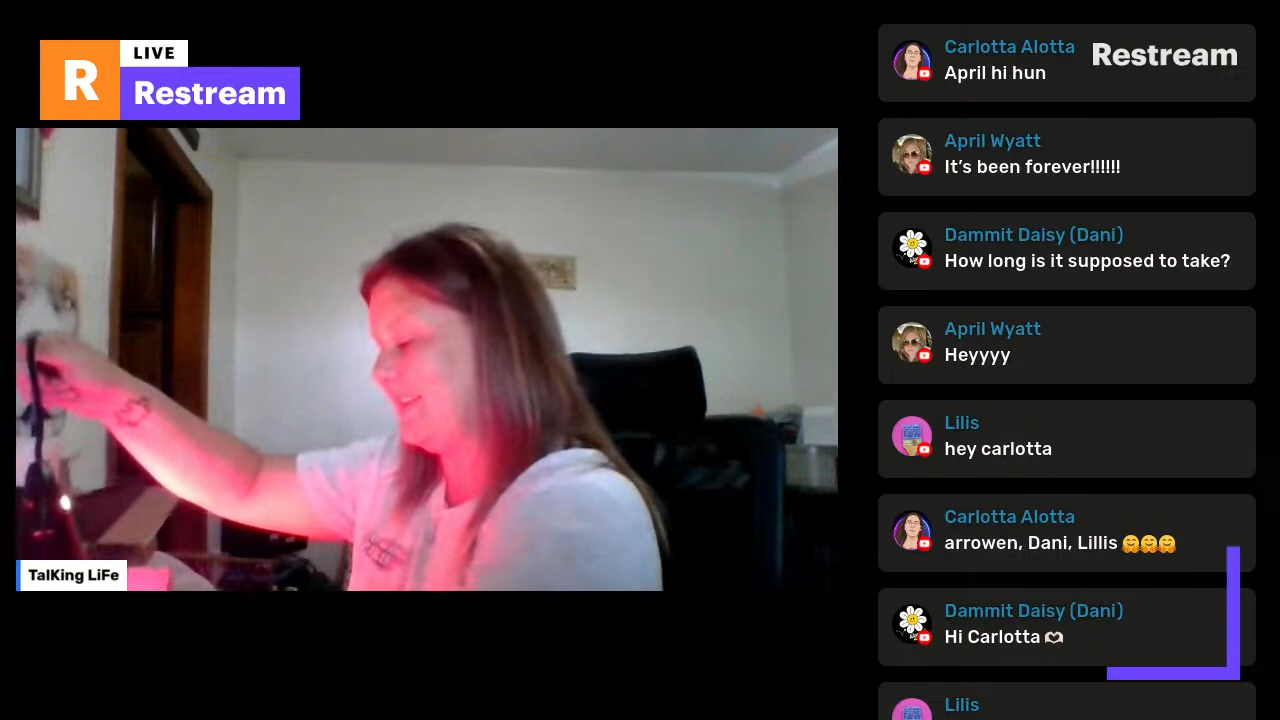 R
LIVE
Restream
TalKing LiFe
Restream
Carlotta Alotta
April hi hun
April Wyatt
It’s been forever!!!!!!
Dammit Daisy (Dani)
How long is it supposed to take?
April Wyatt
Heyyyy
Lilis
hey carlotta
Carlotta Alotta
arrowen, Dani, Lillis 🤗🤗🤗
Dammit Daisy (Dani)
Hi Carlotta 🫶🏻
Lilis